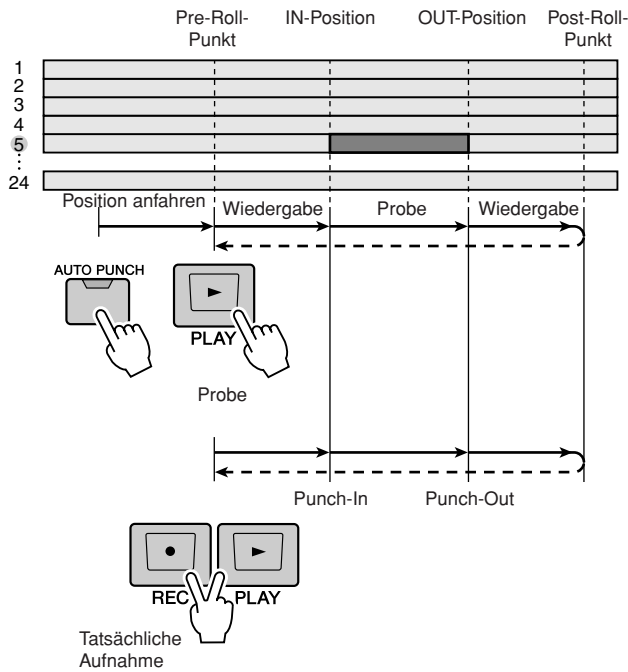 Pre-Roll-
Punkt
IN-Position
OUT-Position
Post-Roll-
Punkt
1
2
3
4
5
24
Position anfahren
Wiedergabe
Probe
Wiedergabe
AUTO PUNCH
PLAY
Probe
Punch-In
Punch-Out
REC
PLAY
Tatsächliche
Aufnahme